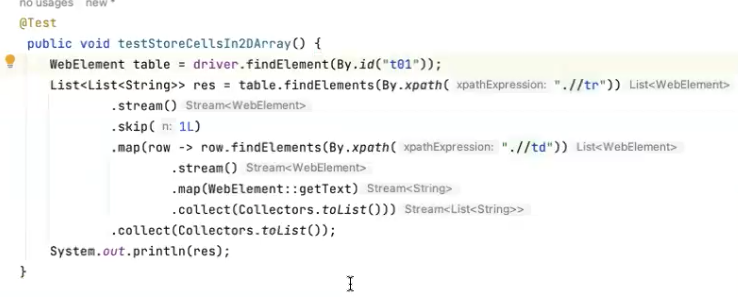 no usages new *
@Test
public void testStoreCellsIn2DArray() {
WebElement table = driver.findElement(By.id("t01"));
List<List<String>> res = table.findElements(By.xpath( xpathExpression: ".//tr")) List<WebElement>
.stream() Stream<WebElement>
.skip( n: 1L)
.map(row -> row.findElements(By.xpath( xpathExpression: ".//td")) List<WebElement>
.stream() Stream<WebElement>
.map(WebElement::getText) Stream<String>
.collect(Collectors.toList())) Stream<List<String>>
.collect(Collectors.toList());
System.out.println(res);
}